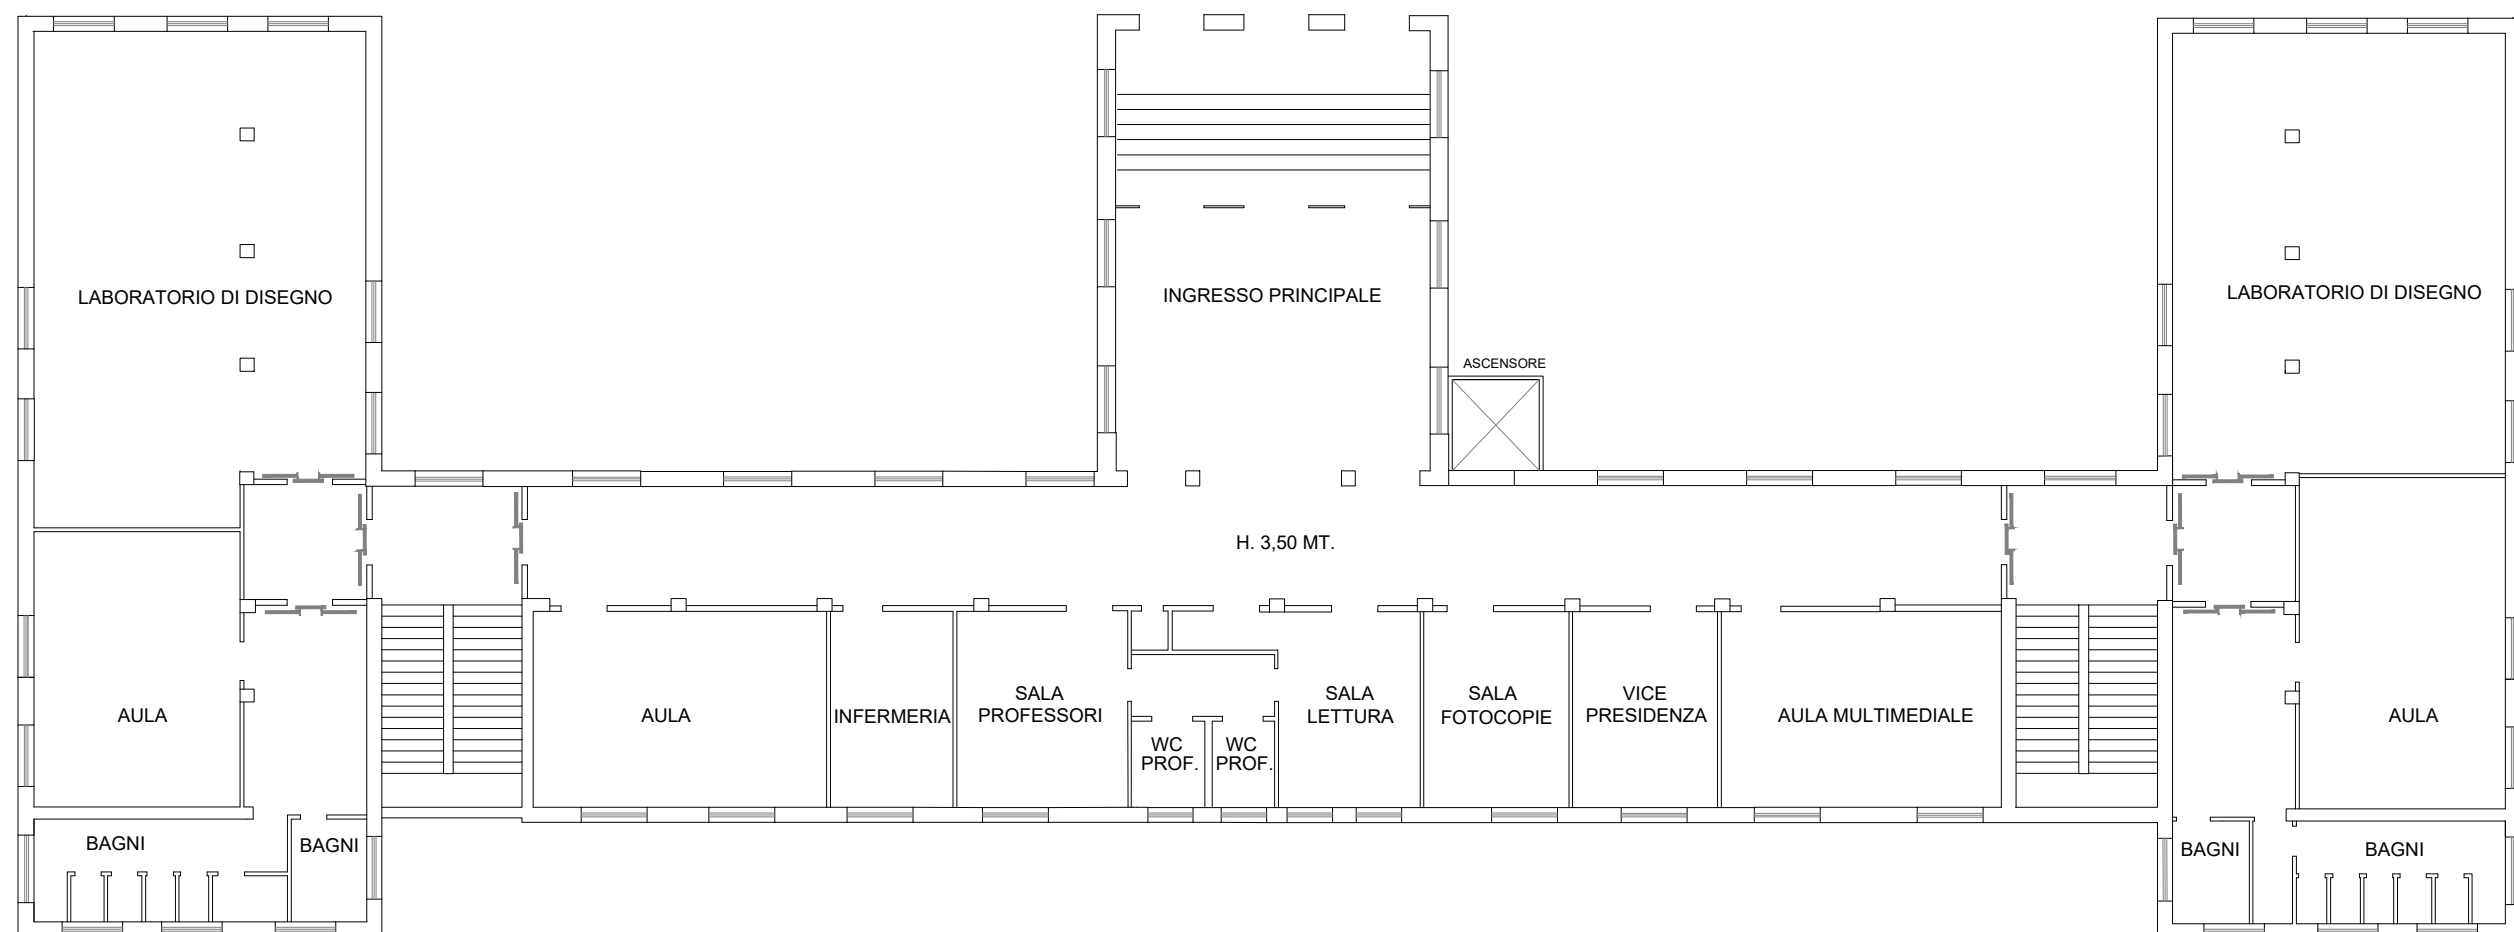 LABORATORIO DI DISEGNO
INGRESSO PRINCIPALE
LABORATORIO DI DISEGNO
ASCENSORE
H. 3,50 MT.
AULA
AULA
INFERMERIA
SALA
PROFESSORI
WC
PROF.
WC
PROF.
SALA
LETTURA
SALA
FOTOCOPIE
VICE
PRESIDENZA
AULA MULTIMEDIALE
AULA
BAGNI
BAGNI
BAGNI
BAGNI